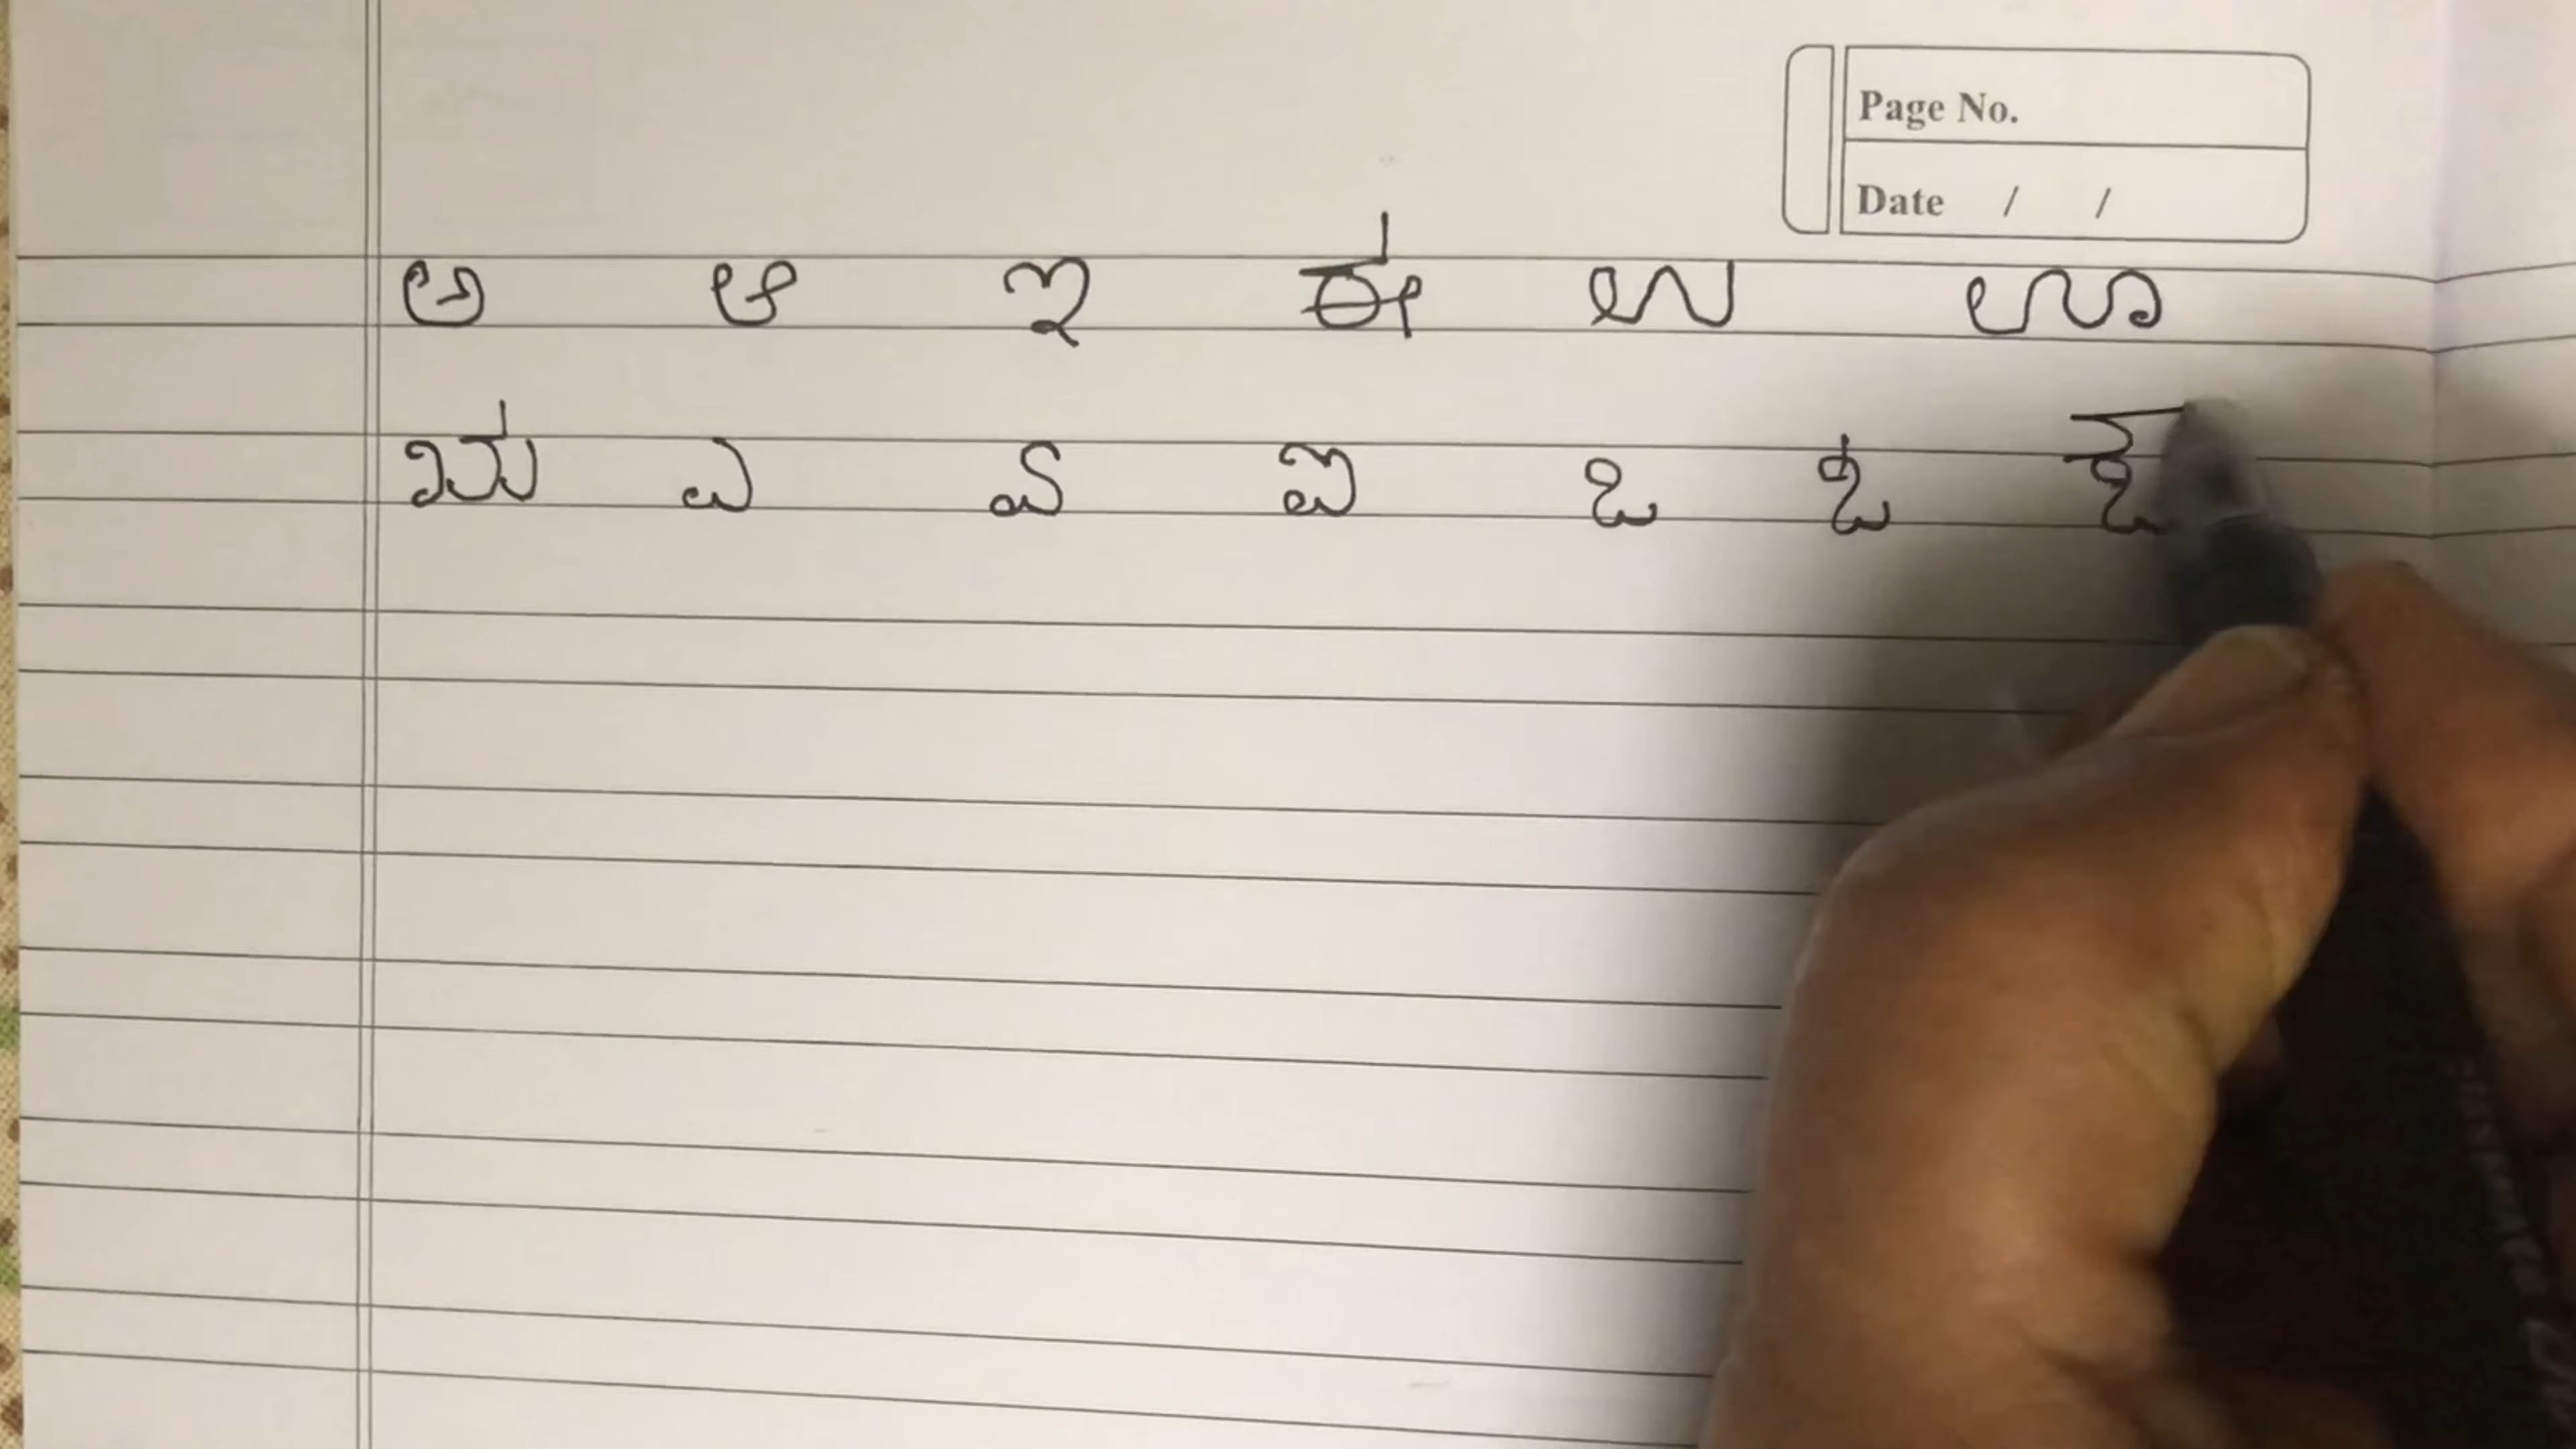 Page No.
Date / /
ಅ ಆ ಇ ಈ ಉ ಊ
ಋ ಎ ಏ ಐ ಒ ಓ ಔ